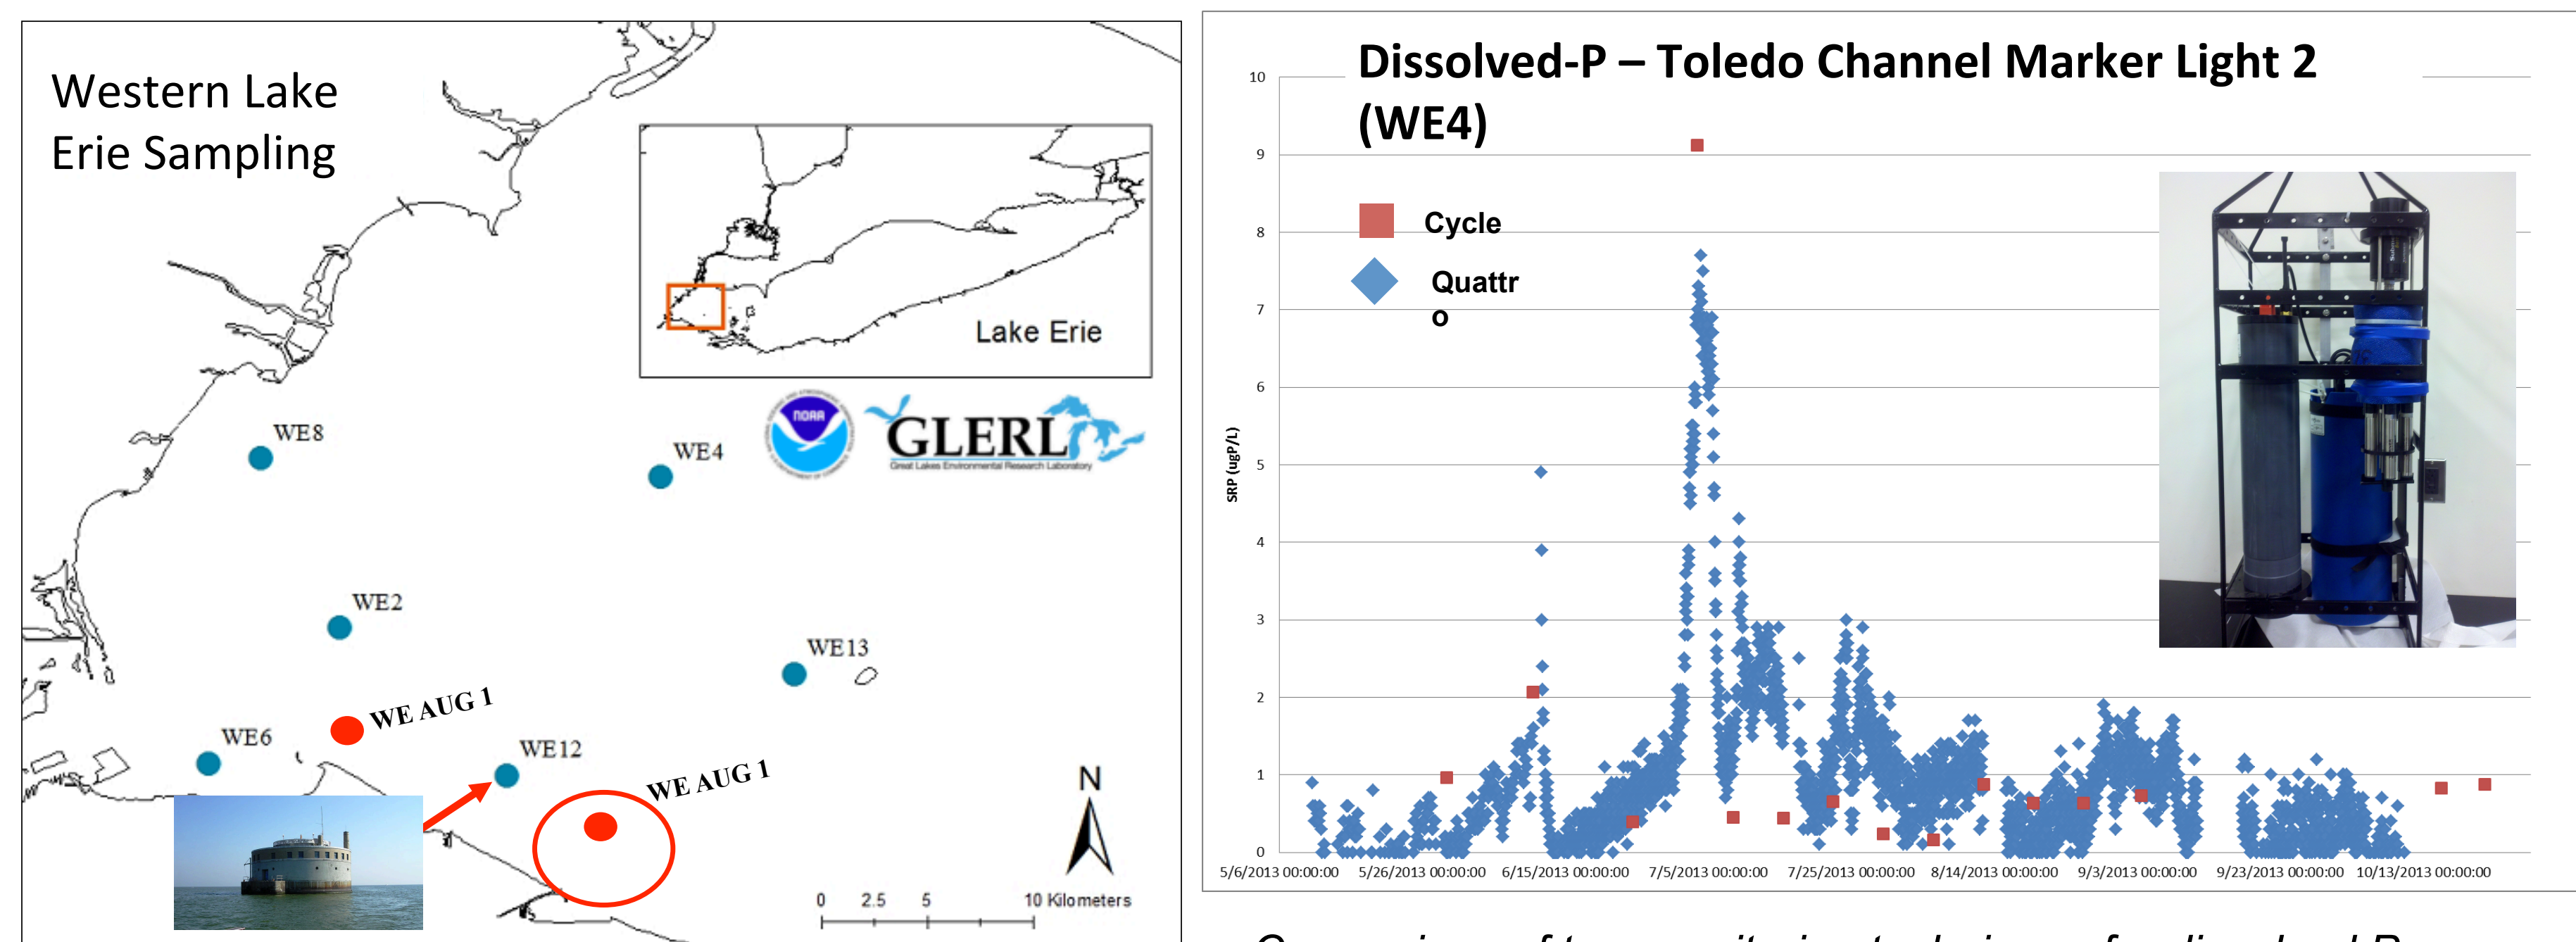 Western Lake
Erie Sampling
Lake Erie
NOAA
GLERL
Great Lakes Environmental Research Laboratory
WE8
WE4
WE2
WE13
WE AUG 1
WE6
WE12
WE AUG 1
N
0 2.5 5 10 Kilometers
Dissolved-P – Toledo Channel Marker Light 2
(WE4)
Cycle
Quattr
o
SRP (ugP/L)
10
9
8
7
6
5
4
3
2
1
0
5/6/2013 00:00:00 5/26/2013 00:00:00 6/15/2013 00:00:00 7/5/2013 00:00:00 7/25/2013 00:00:00 8/14/2013 00:00:00 9/3/2013 00:00:00 9/23/2013 00:00:00 10/13/2013 00:00:00